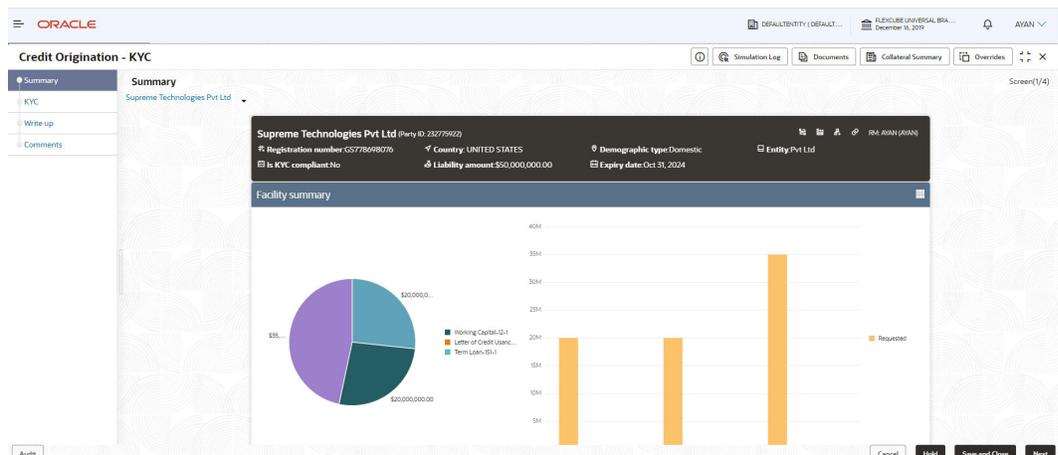 ORACLE
DEFAULTENTITY ( DEFAULT....
FLEXCUBE UNIVERSAL BRA....
December 16, 2019
AYAN
Credit Origination - KYC
Simulation Log
Documents
Collateral Summary
Overrides
Summary
KYC
Write up
Comments
Summary
Screen(1/4)
Supreme Technologies Pvt Ltd
Supreme Technologies Pvt Ltd (Party ID: 232775922)
RM: AYAN (AYAN)
Registration number:GS778698076
Country: UNITED STATES
Demographic type:Domestic
Entity:Pvt Ltd
Is KYC compliant:No
Liability amount:$50,000,000.00
Expiry date:Oct 31, 2024
Facility summary
$20,000,0...
$35,...
$20,000,000.00
Working Capital-12-1
Letter of Credit Usanc...
Term Loan-151-1
40M
35M
30M
25M
20M
15M
10M
5M
Requested
Audit
Cancel
Hold
Save and Close
Next